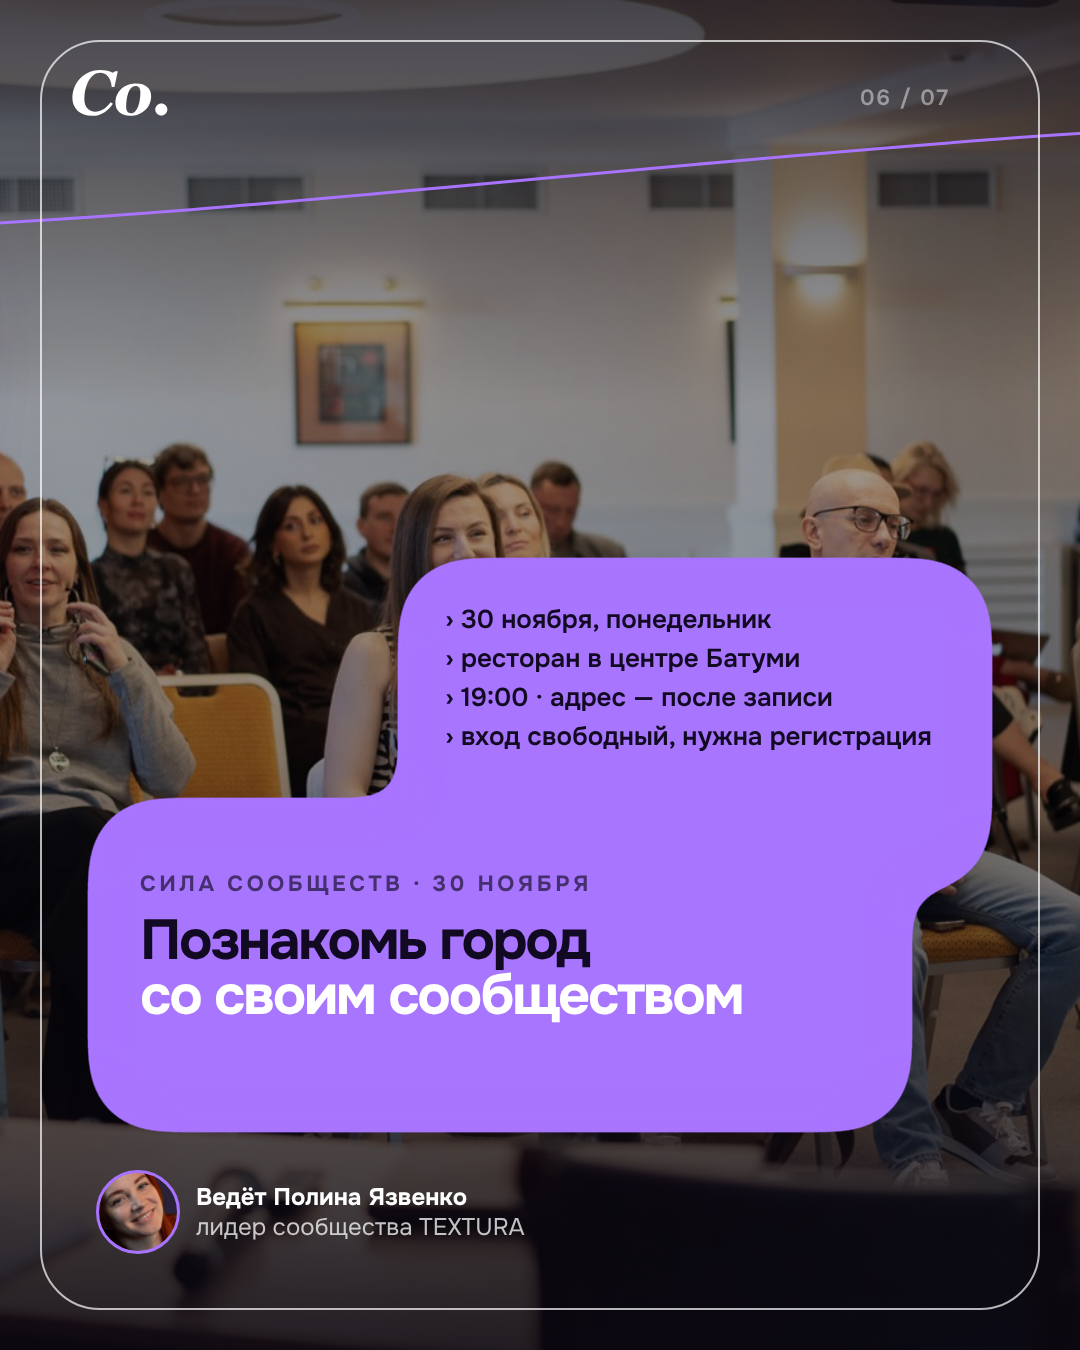 Co.
06 / 07
› 30 ноября, понедельник
› ресторан в центре Батуми
› 19:00 · адрес — после записи
› вход свободный, нужна регистрация
СИЛА СООБЩЕСТВ · 30 НОЯБРЯ
Познакомь город
со своим сообществом
Ведёт Полина Язвенко
лидер сообщества TEXTURA